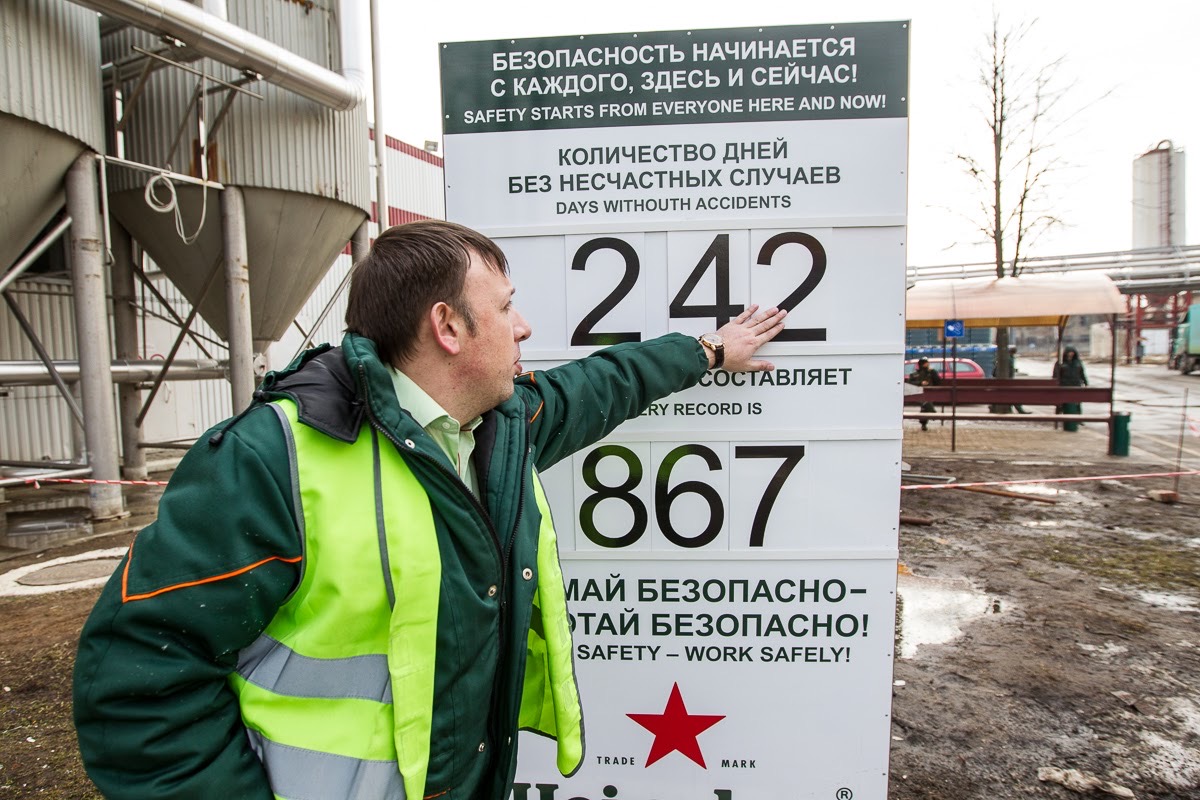 БЕЗОПАСНОСТЬ НАЧИНАЕТСЯ
С КАЖДОГО, ЗДЕСЬ И СЕЙЧАС!
SAFETY STARTS FROM EVERYONE HERE AND NOW!
КОЛИЧЕСТВО ДНЕЙ
БЕЗ НЕСЧАСТНЫХ СЛУЧАЕВ
DAYS WITHOUTH ACCIDENTS
242
СОСТАВЛЯЕТ
RECORD IS
867
БЕЗОПАСНО–
БЕЗОПАСНО!
SAFETY – WORK SAFELY!
TRADE MARK
®